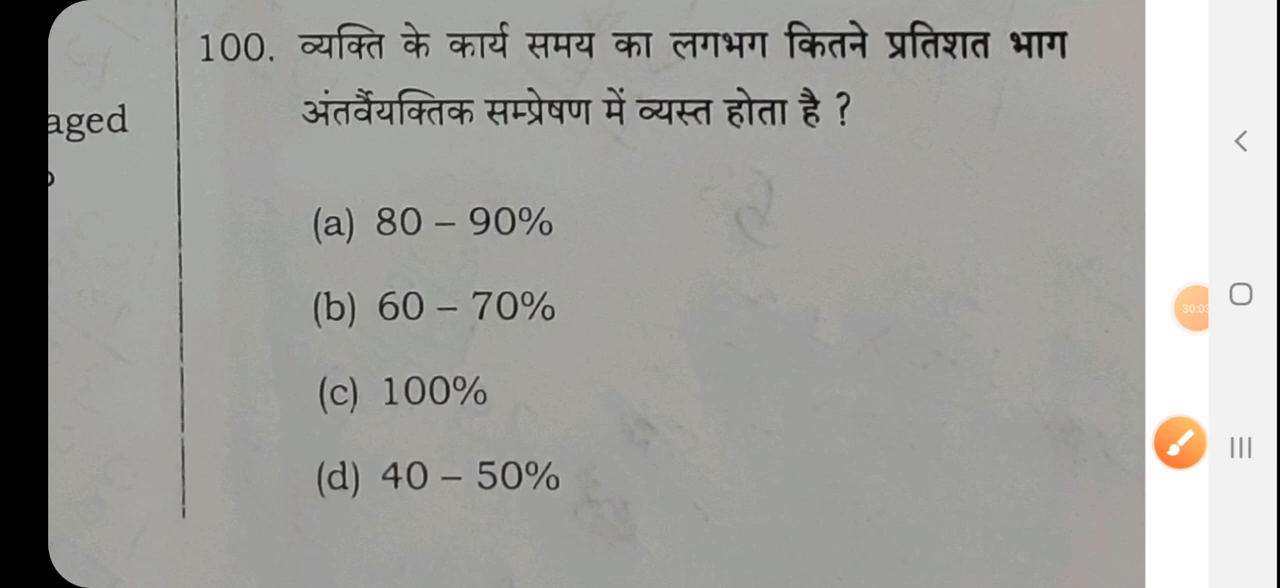 aged
100. व्यक्ति के कार्य समय का लगभग कितने प्रतिशत भाग
अंतर्वैयक्तिक सम्प्रेषण में व्यस्त होता है ?
(a) 80 – 90%
(b) 60 – 70%
(c) 100%
(d) 40 – 50%